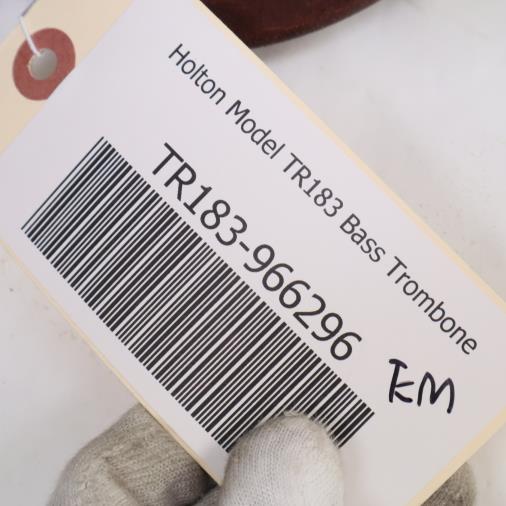 Holton Model TR183 Bass Trombone
TR183-966296
KM